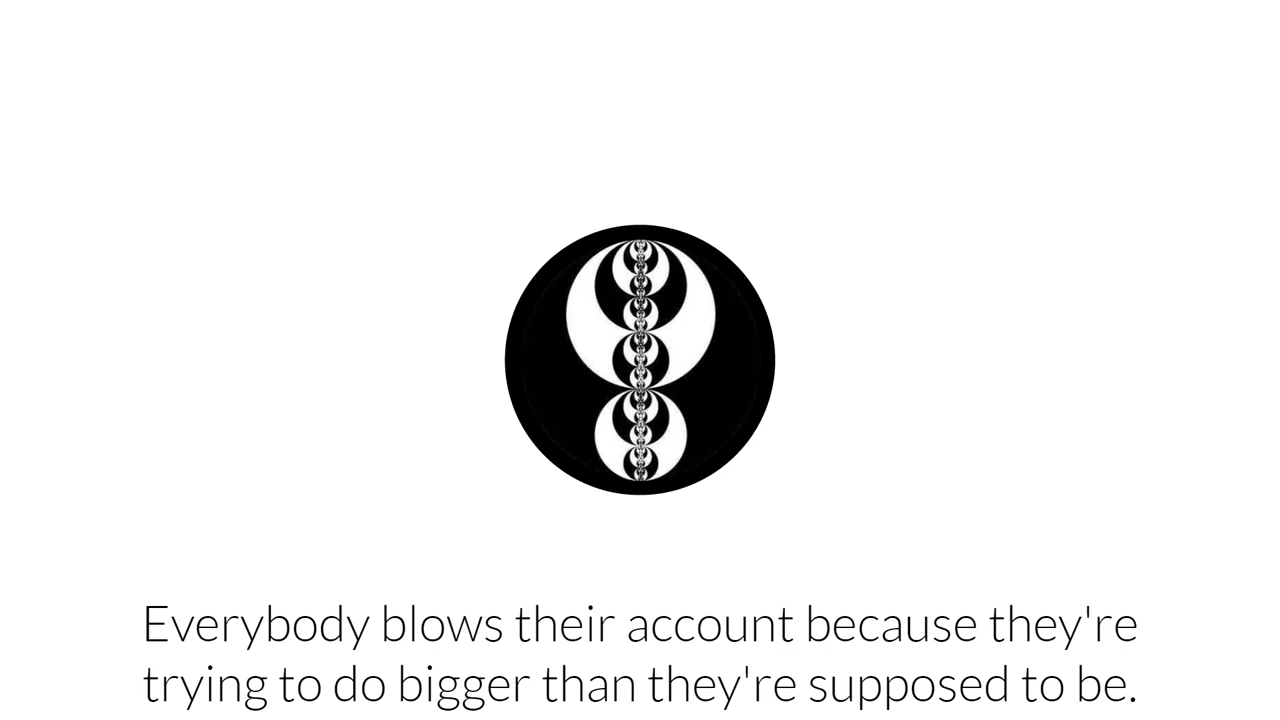 Everybody blows their account because they're
trying to do bigger than they're supposed to be.